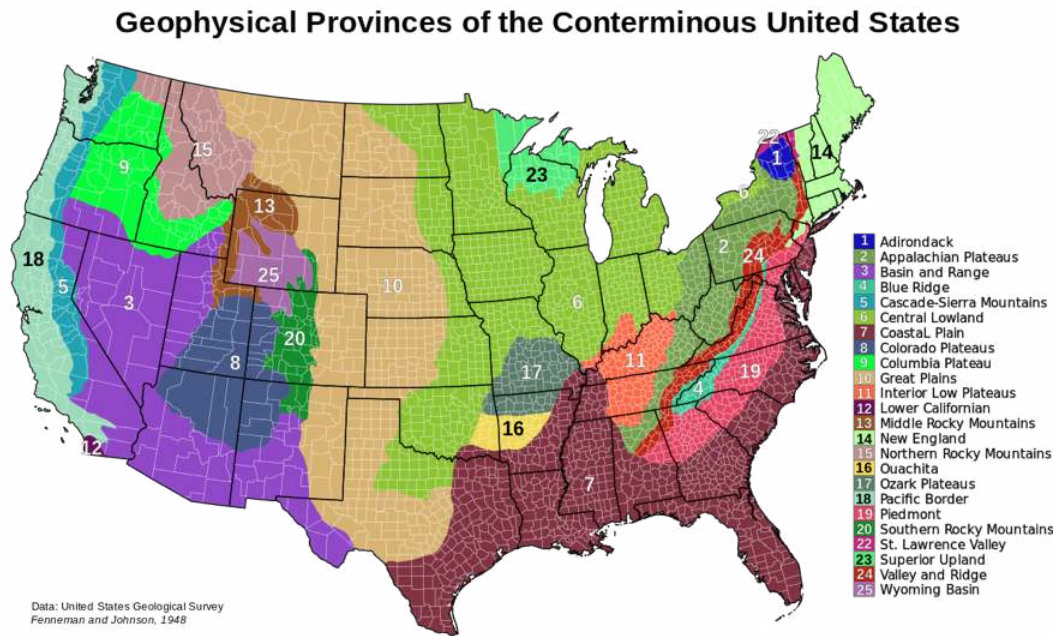 Geophysical Provinces of the Conterminous United States
22
1
14
15
9
23
6
13
2
24
18
25
5
3
10
6
20
8
11
17
19
4
16
12
7
1 Adirondack
2 Appalachian Plateaus
3 Basin and Range
4 Blue Ridge
5 Cascade-Sierra Mountains
6 Central Lowland
7 CoastaL Plain
8 Colorado Plateaus
9 Columbia Plateau
10 Great Plains
11 Interior Low Plateaus
12 Lower Californian
13 Middle Rocky Mountains
14 New England
15 Northern Rocky Mountains
16 Ouachita
17 Ozark Plateaus
18 Pacific Border
19 Piedmont
20 Southern Rocky Mountains
22 St. Lawrence Valley
23 Superior Upland
24 Valley and Ridge
25 Wyoming Basin
Data: United States Geological Survey
Fenneman and Johnson, 1948